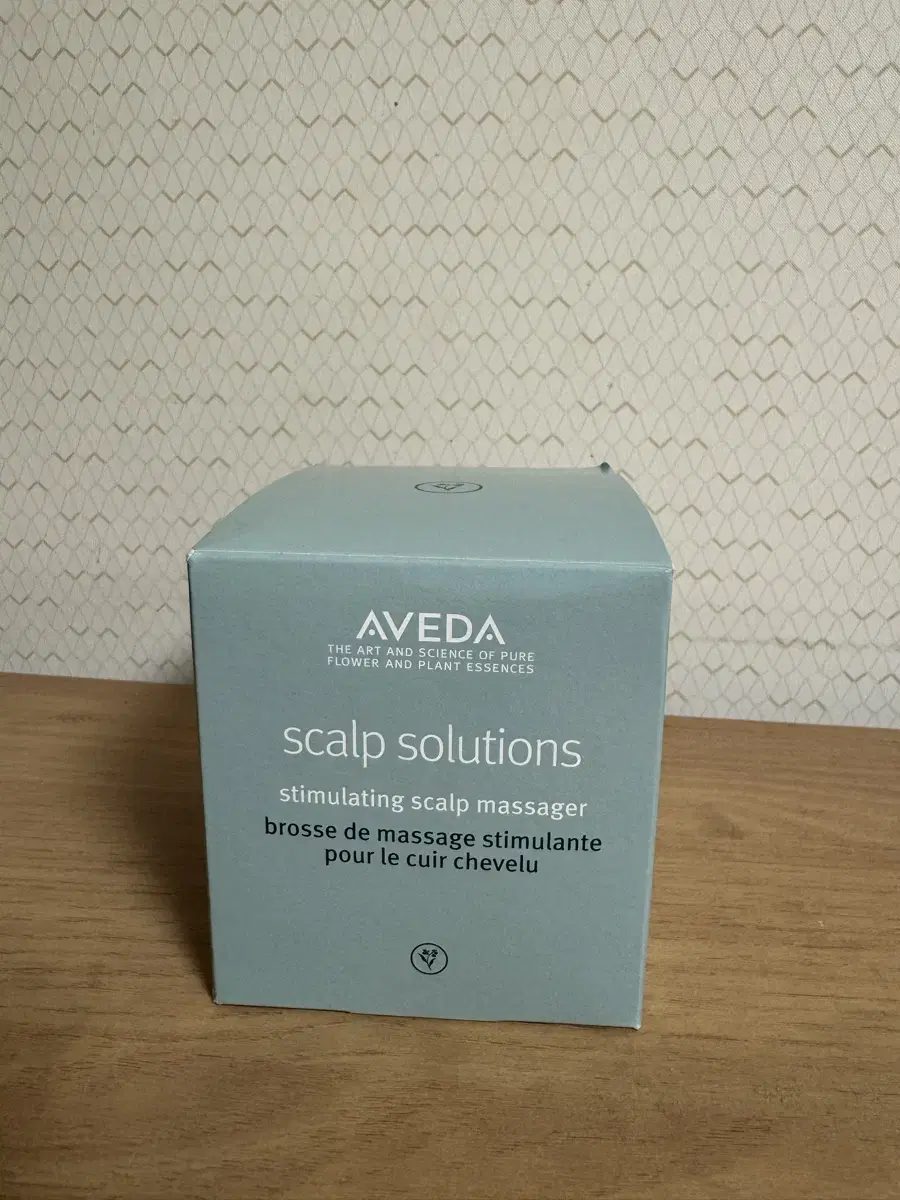 AVEDA
THE ART AND SCIENCE OF PURE
FLOWER AND PLANT ESSENCES
scalp solutions
stimulating scalp massager
brosse de massage stimulante
pour le cuir chevelu